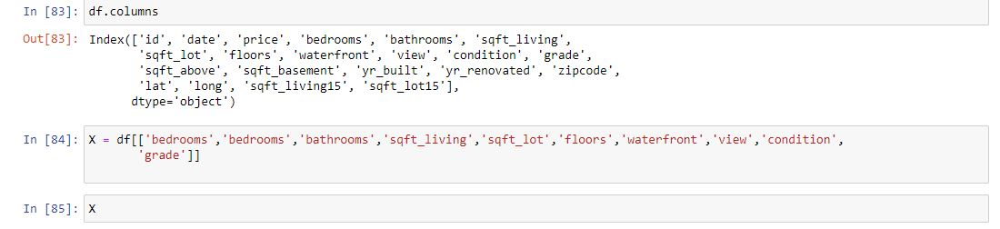 In [83]: df.columns
Out[83]: Index(['id', 'date', 'price', 'bedrooms', 'bathrooms', 'sqft_living',
'sqft_lot', 'floors', 'waterfront', 'view', 'condition', 'grade',
'sqft_above', 'sqft_basement', 'yr_built', 'yr_renovated', 'zipcode',
'lat', 'long', 'sqft_living15', 'sqft_lot15'],
dtype='object')
In [84]: X = df[['bedrooms','bedrooms','bathrooms','sqft_living','sqft_lot','floors','waterfront','view','condition',
'grade']]
In [85]: X